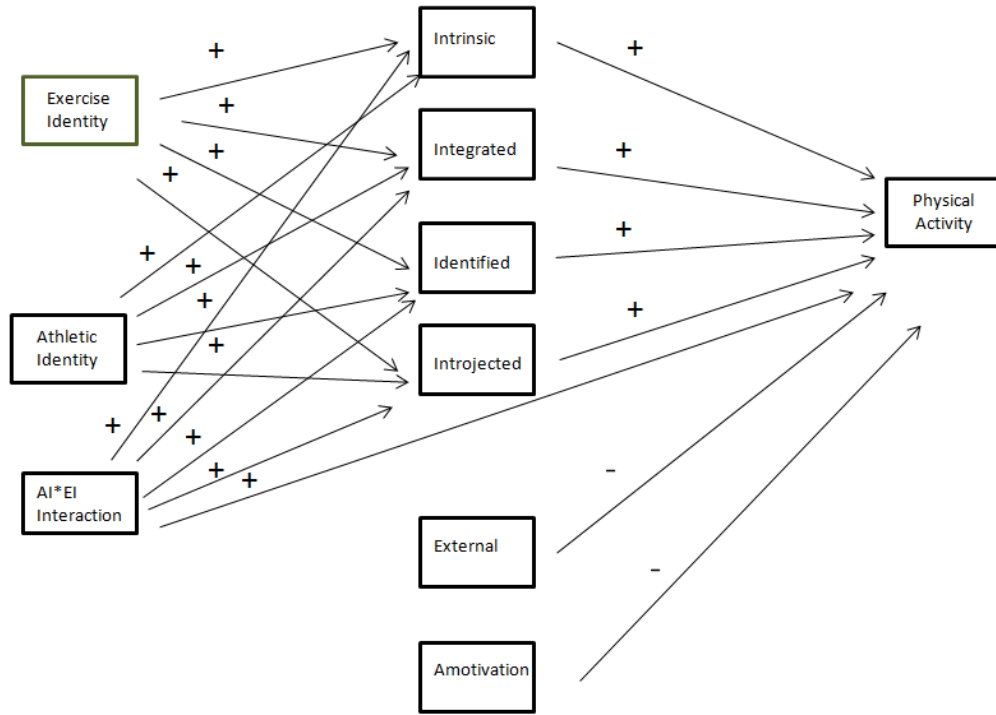 +
+
Intrinsic
Exercise
Identity
+
+
+
+
Integrated
+
Physical
Activity
+
+
Identified
+
+
+
Athletic
Identity
+
Introjected
+
+
+
+
AI*EI
Interaction
+
+
-
External
-
Amotivation